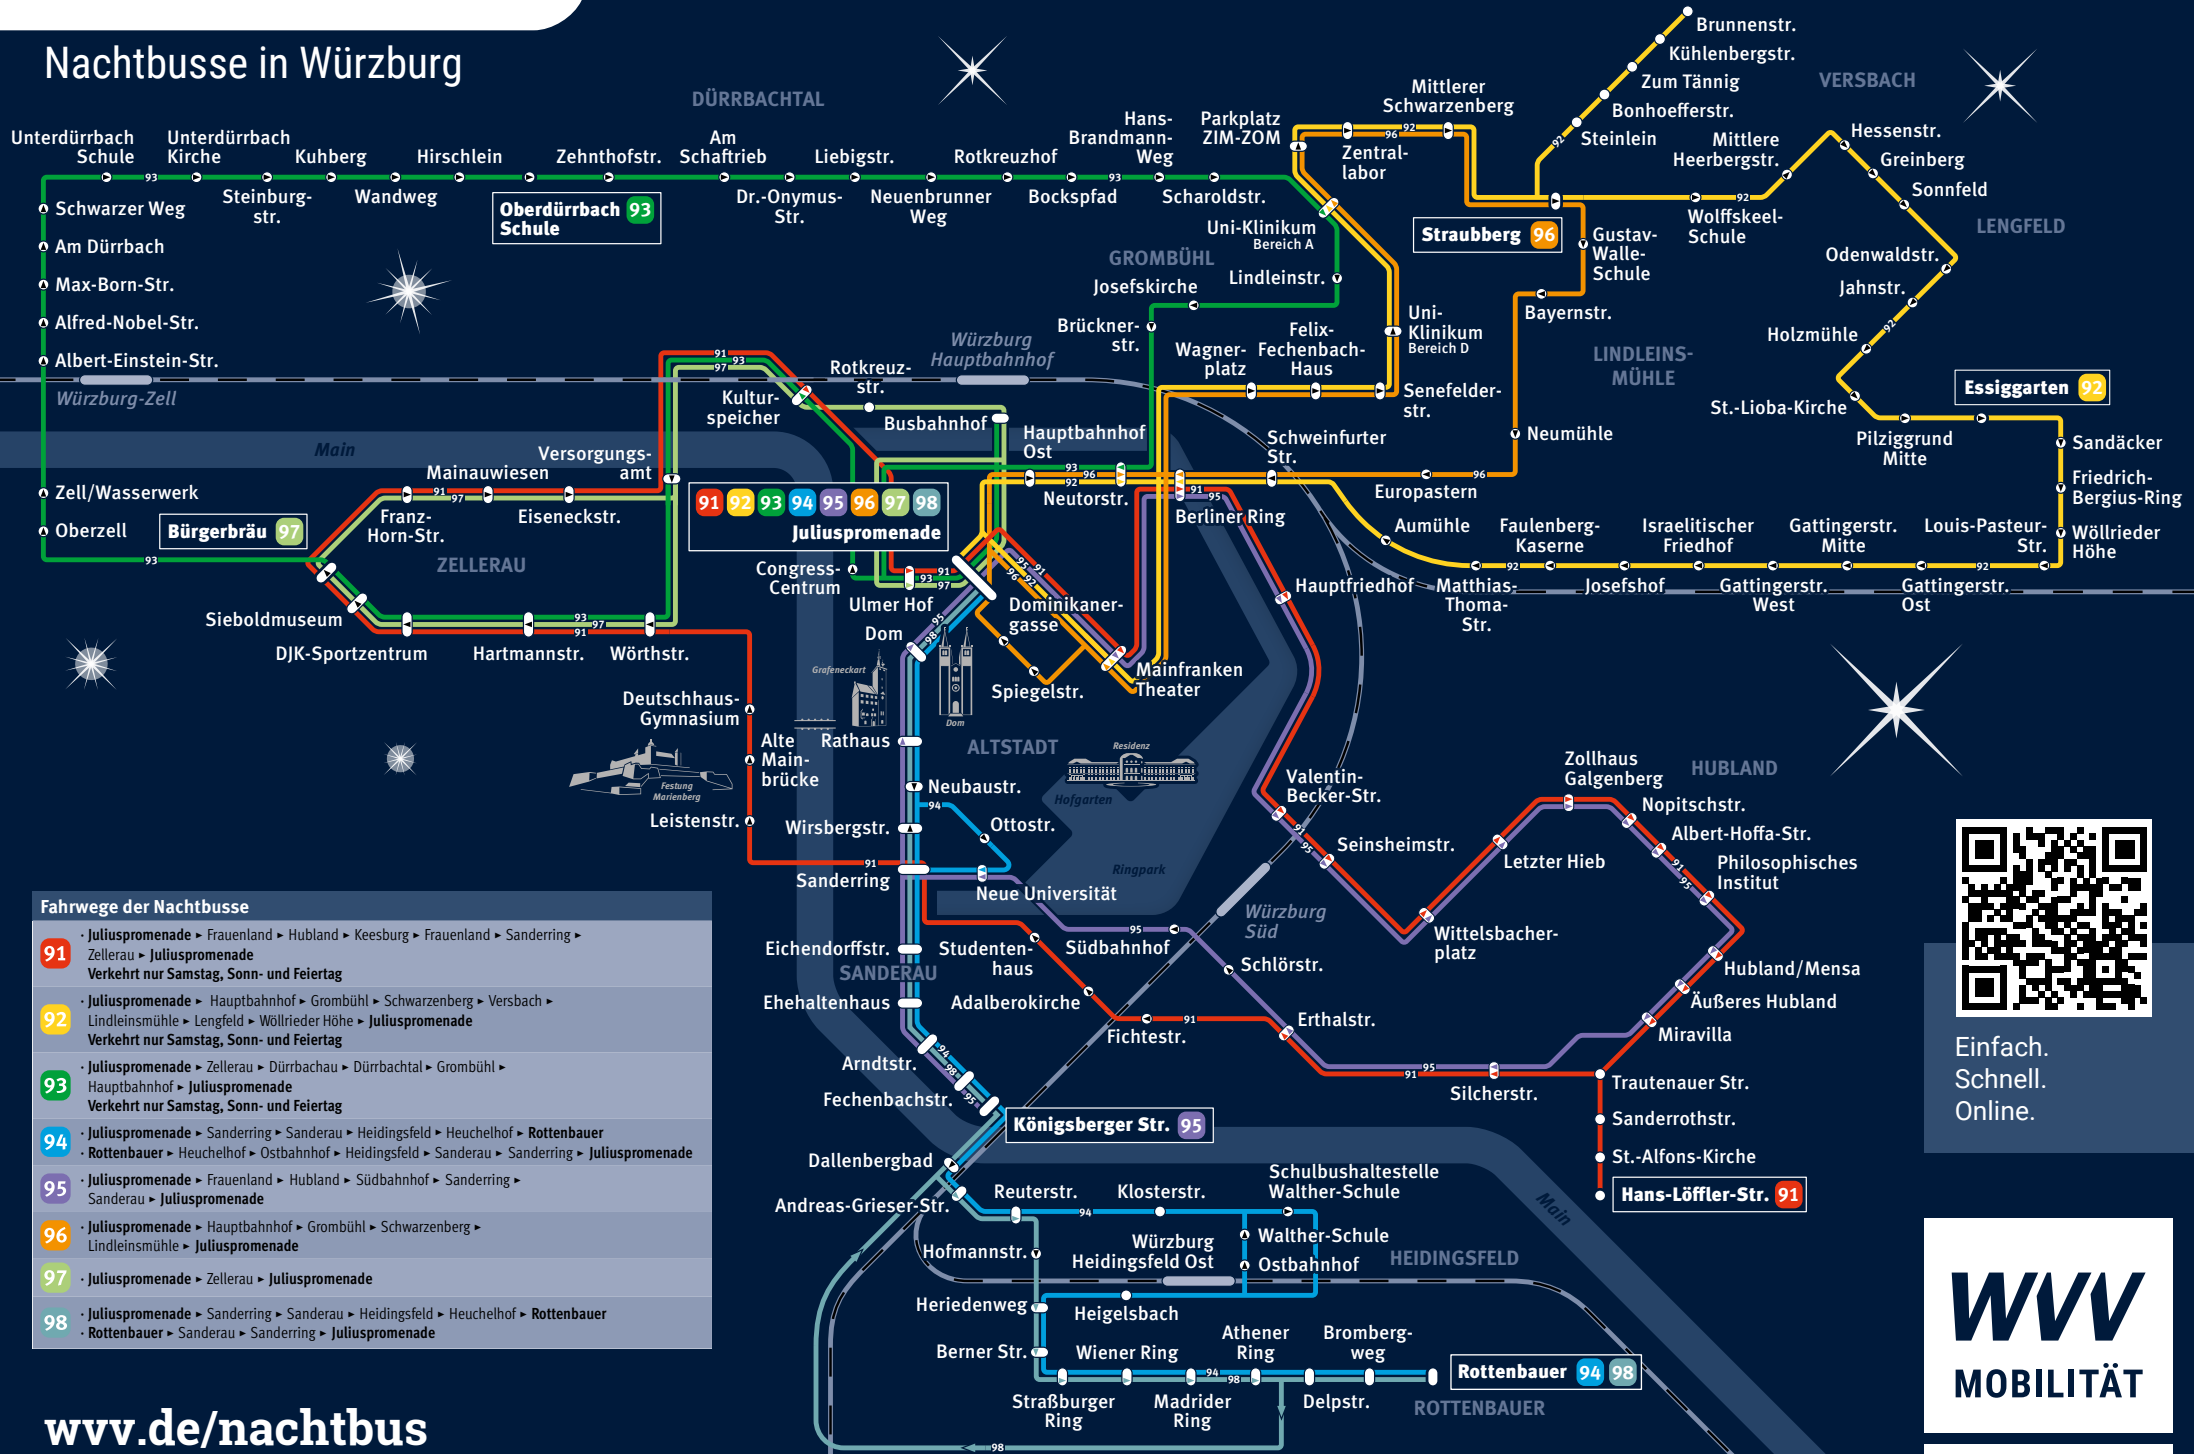 Nachtbusse in Würzburg
DÜRRBACHTAL
Unterdürrbach
Schule
Unterdürrbach
Kirche
Steinburg-
str.
Kuhberg
Wandweg
Hirschlein
Oberdürrbach 93
Schule
Zehnthofstr.
Am
Schaftrieb
Dr.-Onymus-
Str.
Liebigstr.
Neuenbrunner
Weg
Rotkreuzhof
Bockspfad
Hans-
Brandmann-
Weg
Scharoldstr.
Parkplatz
ZIM-ZOM
Zentral-
labor
Mittlerer
Schwarzenberg
Brunnenstr.
Kühlenbergstr.
Zum Tännig
Bonhoefferstr.
Steinlein
VERSBACH
Mittlere
Heerbergstr.
Hessenstr.
Greinberg
Sonnfeld
LENGFELD
Wolffskeel-
Schule
Straubberg 96
Gustav-
Walle-
Schule
Bayernstr.
Odenwaldstr.
Jahnstr.
Holzmühle
LINDLEINS-
MÜHLE
St.-Lioba-Kirche
Essiggarten 92
Pilziggrund
Mitte
Sandäcker
Friedrich-
Bergius-Ring
Wöllrieder
Höhe
Schwarzer Weg
Am Dürrbach
Max-Born-Str.
Alfred-Nobel-Str.
Albert-Einstein-Str.
Würzburg-Zell
Main
Zell/Wasserwerk
Oberzell
Bürgerbräu 97
Uni-Klinikum
Bereich A
GROMBÜHL
Lindleinstr.
Josefskirche
Brückner-
str.
Wagner-
platz
Felix-
Fechenbach-
Haus
Uni-
Klinikum
Bereich D
Senefelder-
str.
Würzburg
Hauptbahnhof
Rotkreuz-
str.
Kultur-
speicher
Busbahnhof
Hauptbahnhof
Ost
Neutorstr.
Schweinfurter
Str.
Berliner Ring
Europastern
Neumühle
Aumühle
Faulenberg-
Kaserne
Israelitischer
Friedhof
Gattingerstr.
Mitte
Louis-Pasteur-
Str.
Matthias-
Thoma-
Str.
Josefshof
Gattingerstr.
West
Gattingerstr.
Ost
Hauptfriedhof
Versorgungs-
amt
Mainauwiesen
Franz-
Horn-Str.
Eiseneckstr.
ZELLERAU
91 92 93 94 95 96 97 98
Juliuspromenade
Congress-
Centrum
Ulmer Hof
Dominikaner-
gasse
Dom
Spiegelstr.
Mainfranken
Theater
Sieboldmuseum
DJK-Sportzentrum
Hartmannstr.
Wörthstr.
Grafeneckart
Dom
Deutschhaus-
Gymnasium
Alte
Main-
brücke
Leistenstr.
Festung
Marienberg
Rathaus
ALTSTADT
Residenz
Hofgarten
Neubaustr.
Ottostr.
Wirsbergstr.
Sanderring
Neue Universität
Ringpark
Valentin-
Becker-Str.
Seinsheimstr.
Wittelsbacher-
platz
Letzter Hieb
Zollhaus
Galgenberg
HUBLAND
Nopitschstr.
Albert-Hoffa-Str.
Philosophisches
Institut
Hubland/Mensa
Äußeres Hubland
Miravilla
Würzburg
Süd
Eichendorffstr.
SANDERAU
Ehehaltenhaus
Studenten-
haus
Südbahnhof
Adalberokirche
Schlörstr.
Fichtestr.
Erthalstr.
Silcherstr.
Trautenauer Str.
Sanderrothstr.
St.-Alfons-Kirche
Hans-Löffler-Str. 91
Arndtstr.
Fechenbachstr.
Königsberger Str. 95
Dallenbergbad
Andreas-Grieser-Str.
Reuterstr.
Klosterstr.
Schulbushaltestelle
Walther-Schule
Main
Hofmannstr.
Würzburg
Heidingsfeld Ost
Walther-Schule
Ostbahnhof
HEIDINGSFELD
Heriedenweg
Heigelsbach
Berner Str.
Wiener Ring
Athener
Ring
Bromberg-
weg
Rottenbauer 94 98
Straßburger
Ring
Madrider
Ring
Delpstr.
ROTTENBAUER
Fahrwege der Nachtbusse
91 · Juliuspromenade ► Frauenland ► Hubland ► Keesburg ► Frauenland ► Sanderring ►
Zellerau ► Juliuspromenade
Verkehrt nur Samstag, Sonn- und Feiertag
92 · Juliuspromenade ► Hauptbahnhof ► Grombühl ► Schwarzenberg ► Versbach ►
Lindleinsmühle ► Lengfeld ► Wöllrieder Höhe ► Juliuspromenade
Verkehrt nur Samstag, Sonn- und Feiertag
93 · Juliuspromenade ► Zellerau ► Dürrbachau ► Dürrbachtal ► Grombühl ►
Hauptbahnhof ► Juliuspromenade
Verkehrt nur Samstag, Sonn- und Feiertag
94 · Juliuspromenade ► Sanderring ► Sanderau ► Heidingsfeld ► Heuchelhof ► Rottenbauer
· Rottenbauer ► Heuchelhof ► Ostbahnhof ► Heidingsfeld ► Sanderau ► Sanderring ► Juliuspromenade
95 · Juliuspromenade ► Frauenland ► Hubland ► Südbahnhof ► Sanderring ►
Sanderau ► Juliuspromenade
96 · Juliuspromenade ► Hauptbahnhof ► Grombühl ► Schwarzenberg ►
Lindleinsmühle ► Juliuspromenade
97 · Juliuspromenade ► Zellerau ► Juliuspromenade
98 · Juliuspromenade ► Sanderring ► Sanderau ► Heidingsfeld ► Heuchelhof ► Rottenbauer
· Rottenbauer ► Sanderau ► Sanderring ► Juliuspromenade
wvv.de/nachtbus
Einfach.
Schnell.
Online.
WVV
MOBILITÄT